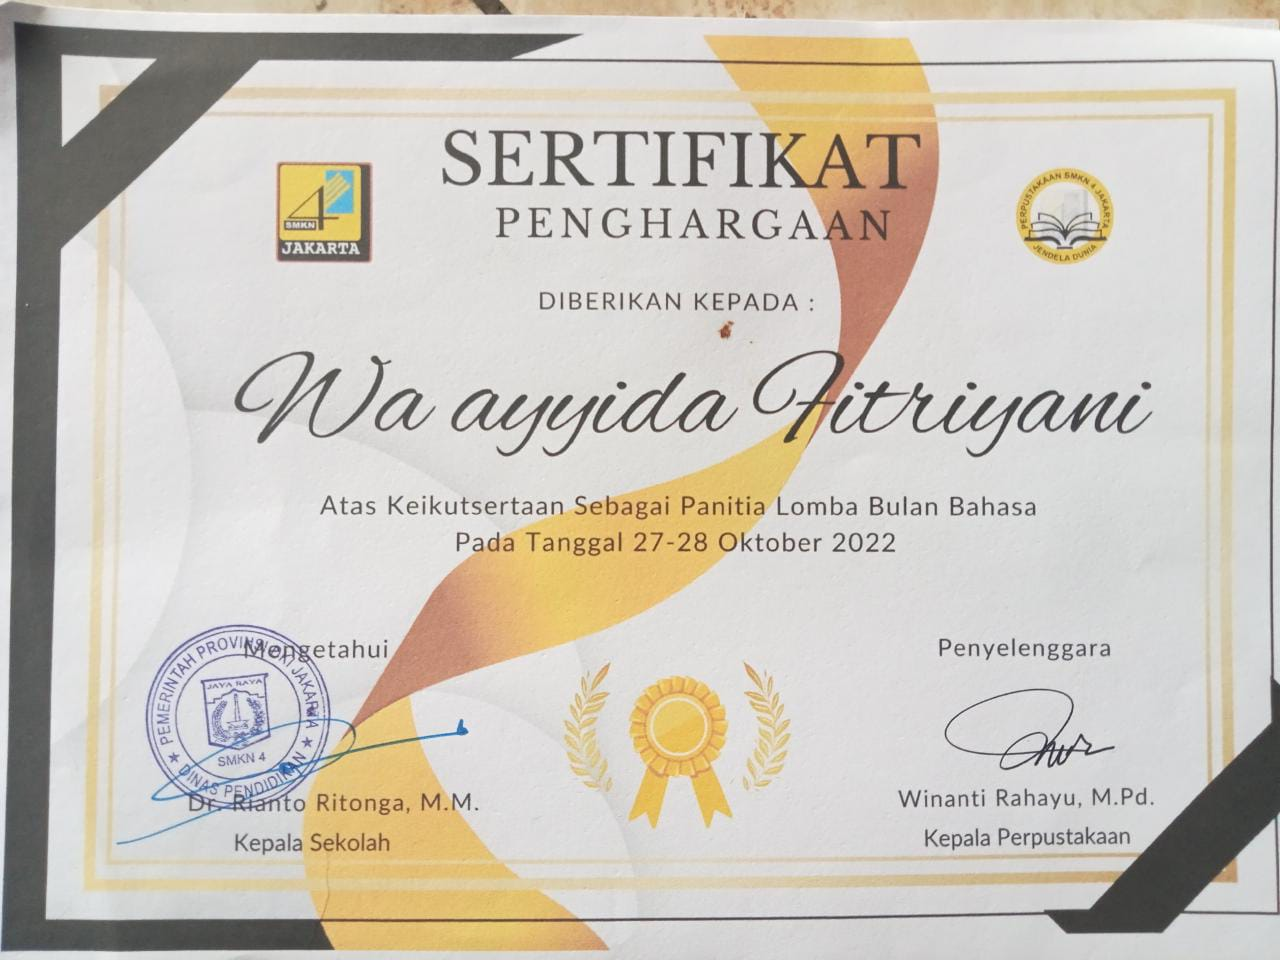 SERTIFIKAT
PENGHARGAAN
SMKN 4
JAKARTA
PERPUSTAKAAN SMKN 4 JAKARTA
JENDELA DUNIA
DIBERIKAN KEPADA :
Wa ayyida Fitriyani
Atas Keikutsertaan Sebagai Panitia Lomba Bulan Bahasa
Pada Tanggal 27-28 Oktober 2022
Mengetahui
PEMERINTAH PROVINSI DKI JAKARTA
JAYA RAYA
SMKN 4
DINAS PENDIDIKAN
Dr. Rianto Ritonga, M.M.
Kepala Sekolah
Penyelenggara
Winanti Rahayu, M.Pd.
Kepala Perpustakaan